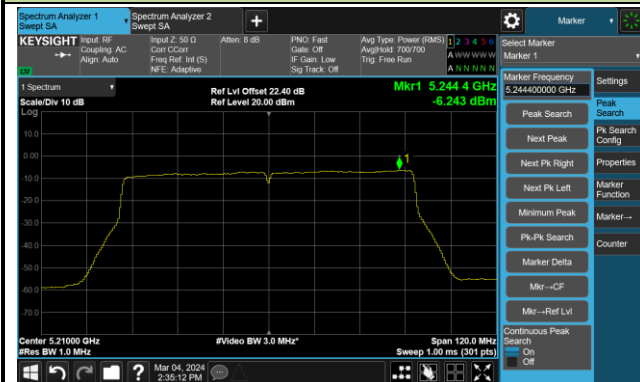 Spectrum Analyzer 1
Swept SA
Spectrum Analyzer 2
Swept SA
+
Marker
KEYSIGHT
Input: RF
Coupling: AC
Align: Auto
Input Z: 50 Ω
Corr CCorr
Freq Ref: Int (S)
NFE: Adaptive
Atten: 8 dB
PNO: Fast
Gate: Off
IF Gain: Low
Sig Track: Off
Avg Type: Power (RMS)
Avg|Hold: 700/700
Trig: Free Run
1 2 3 4 5 6
A W W W W W
A N N N N N
Select Marker
Marker 1
1 Spectrum
Scale/Div 10 dB
Log
Ref Lvl Offset 22.40 dB
Ref Level 20.00 dBm
Mkr1 5.244 4 GHz
-6.243 dBm
1
10.0
0.00
-10.0
-20.0
-30.0
-40.0
-50.0
-60.0
-70.0
Center 5.21000 GHz
#Res BW 1.0 MHz
#Video BW 3.0 MHz*
Span 120.0 MHz
Sweep 1.00 ms (301 pts)
Marker Frequency
5.244400000 GHz
Peak Search
Next Peak
Next Pk Right
Next Pk Left
Minimum Peak
Pk-Pk Search
Marker Delta
Mkr→CF
Mkr→Ref Lvl
Continuous Peak
Search
On
Off
Settings
Peak
Search
Pk Search
Config
Properties
Marker
Function
Marker→
Counter
?
Mar 04, 2024
2:35:12 PM